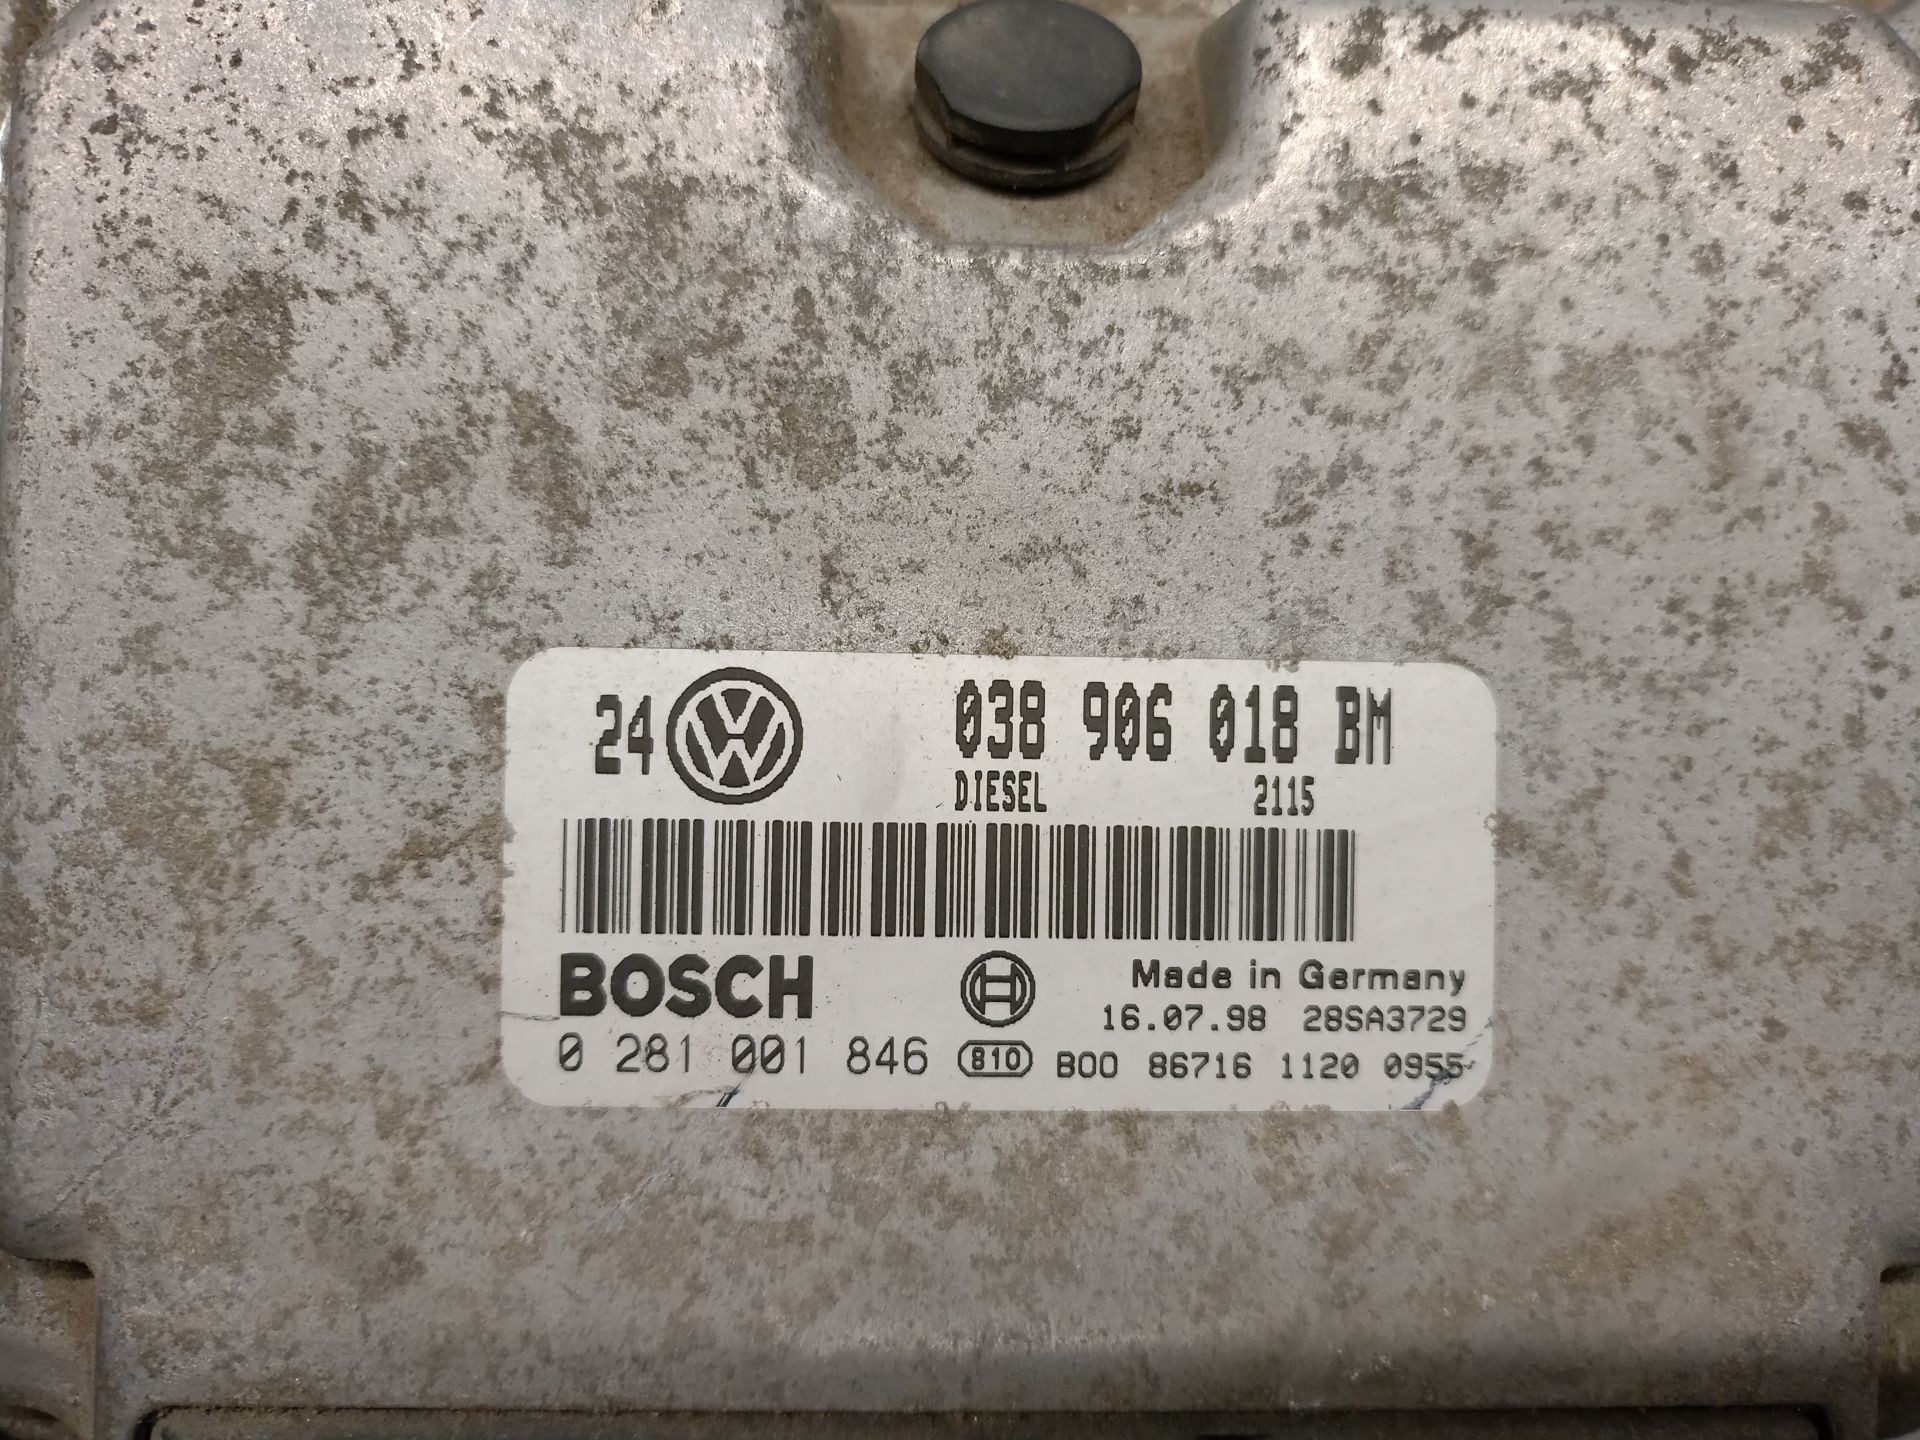 24 038 906 018 BM
DIESEL 2115
BOSCH Made in Germany
16.07.98 28SA3729
0 281 001 846 810 B00 86716 1120 0955